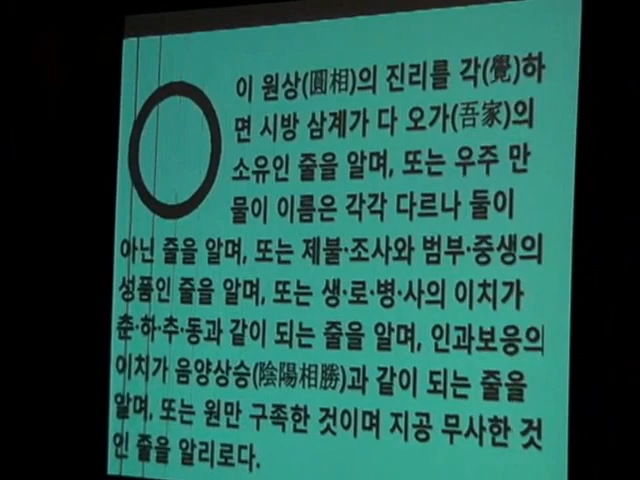 이 원상(圓相)의 진리를 각(覺)하
면 시방 삼계가 다 오가(吾家)의
소유인 줄을 알며, 또는 우주 만
물이 이름은 각각 다르나 둘이
아닌 줄을 알며, 또는 제불·조사와 범부·중생의
성품인 줄을 알며, 또는 생·로·병·사의 이치가
춘·하·추·동과 같이 되는 줄을 알며, 인과보응의
이치가 음양상승(陰陽相勝)과 같이 되는 줄을
알며, 또는 원만 구족한 것이며 지공 무사한 것
인 줄을 알리로다.